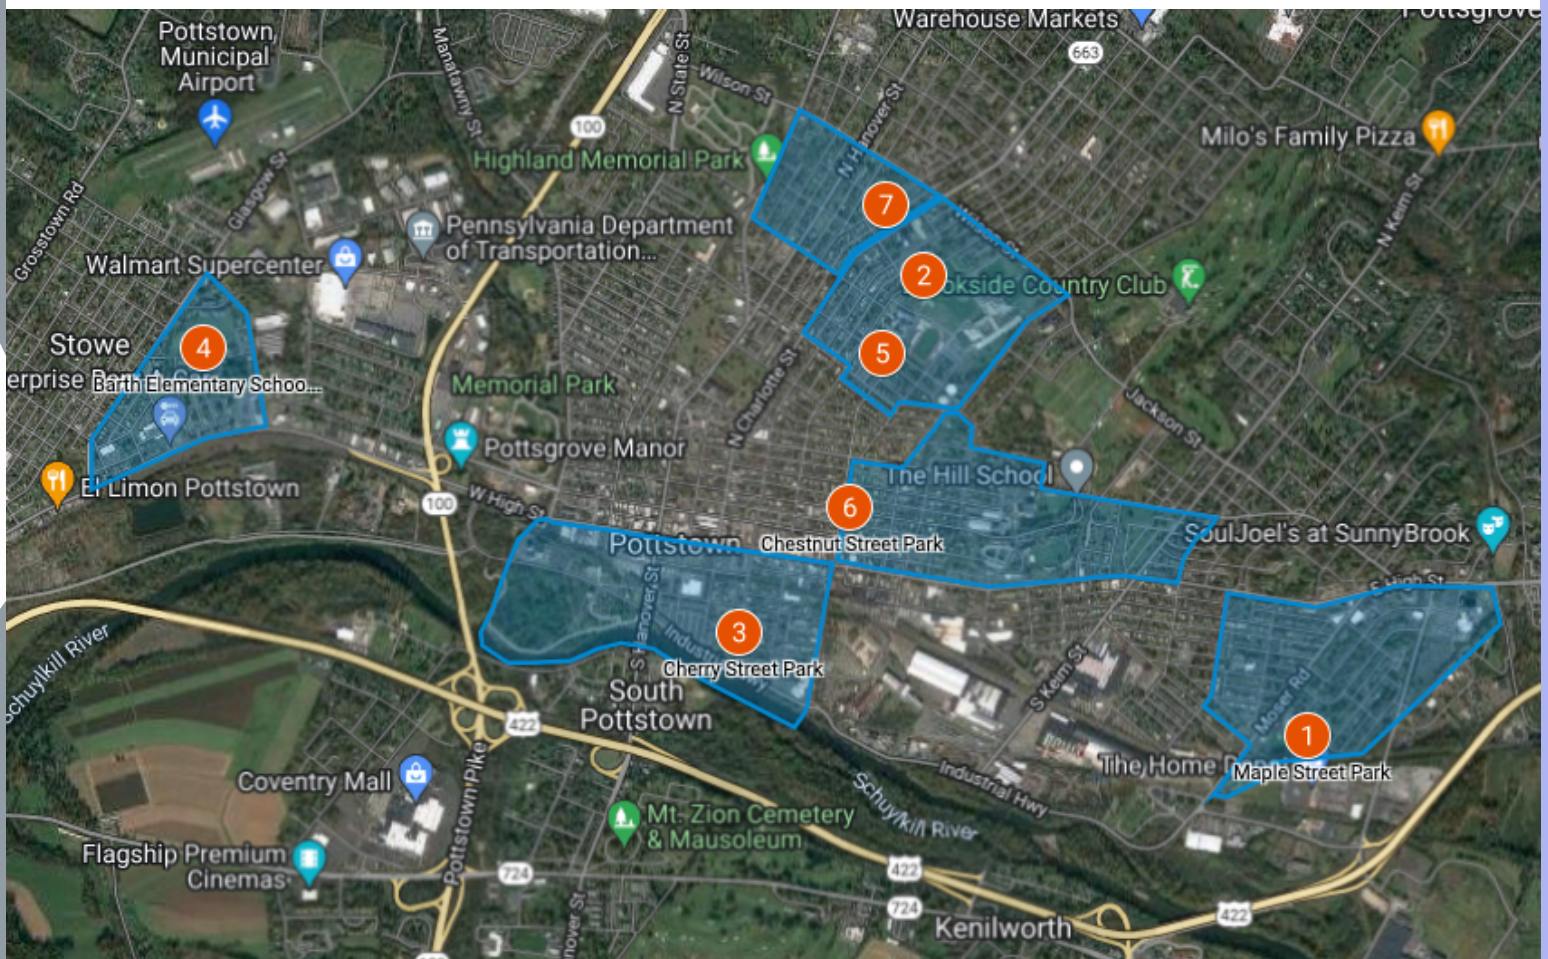 Warehouse Markets
Pottsgrove
Pottstown
Municipal
Airport
Manatawny St
N State St
663
Wilson St
100
N Hanover St
Milo's Family Pizza
Highland Memorial Park
Glasgow St
Grosstown Rd
Pennsylvania Department
of Transportation...
7
Wilson St
N Keim St
Walmart Supercenter
2
Country Club
Stowe
4
5
Barth Elementary Schoo...
Memorial Park
N Charlotte St
Jackson St
Pottsgrove Manor
The Hill School
El Limon Pottstown
100
W High St
6
SoulJoel's at SunnyBrook
Pottstown
Chestnut Street Park
E High St
S Hanover St
3
Cherry Street Park
Schuylkill River
South
Pottstown
S Keim St
Moser Rd
422
1
The Home
Maple Street Park
Coventry Mall
Pottstown Pike
Industrial Hwy
Schuylkill River
Mt. Zion Cemetery
& Mausoleum
Flagship Premium
Cinemas
724
422
724
422
Kenilworth